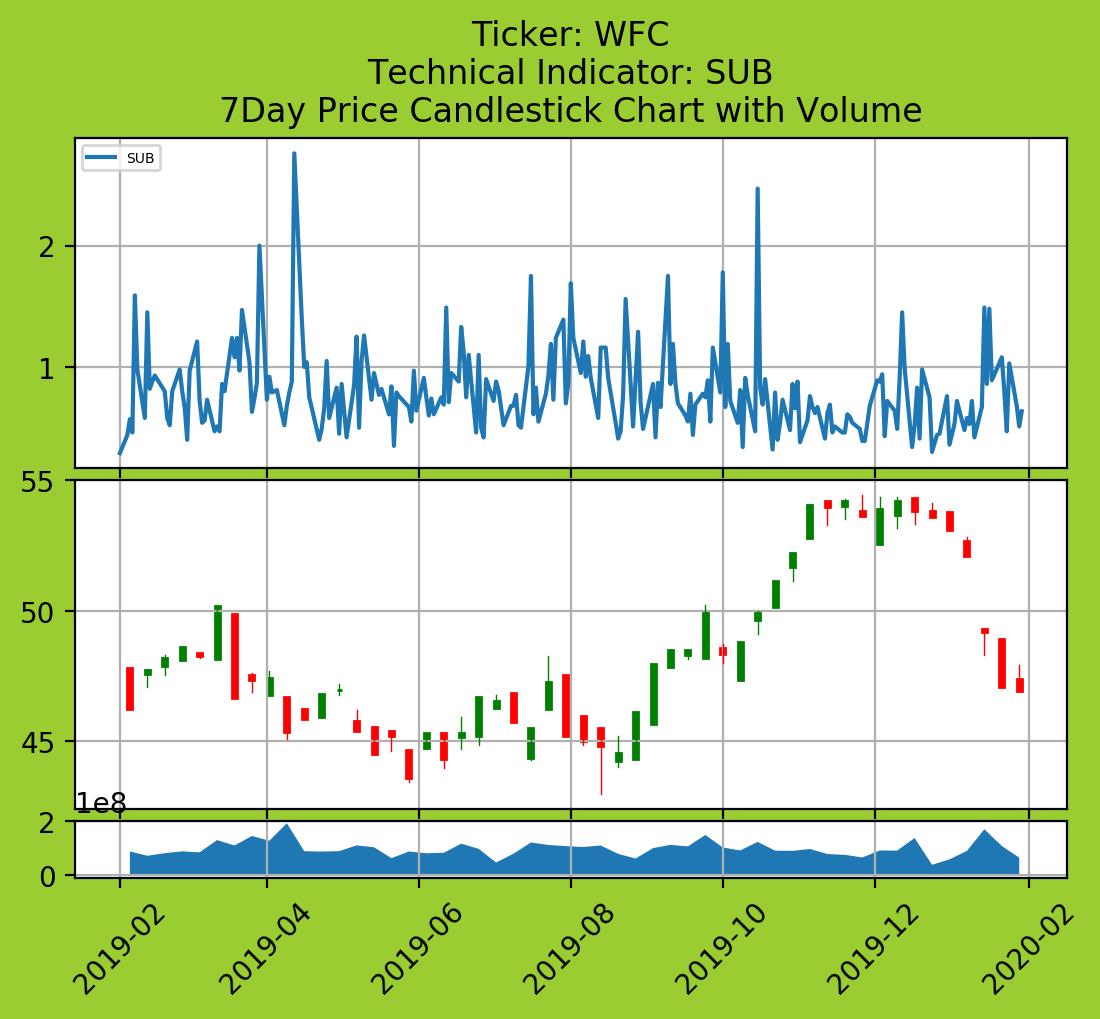 Ticker: WFC
Technical Indicator: SUB
7Day Price Candlestick Chart with Volume
SUB
2
1
55
50
45
1e8
2
0
2019-02
2019-04
2019-06
2019-08
2019-10
2019-12
2020-02